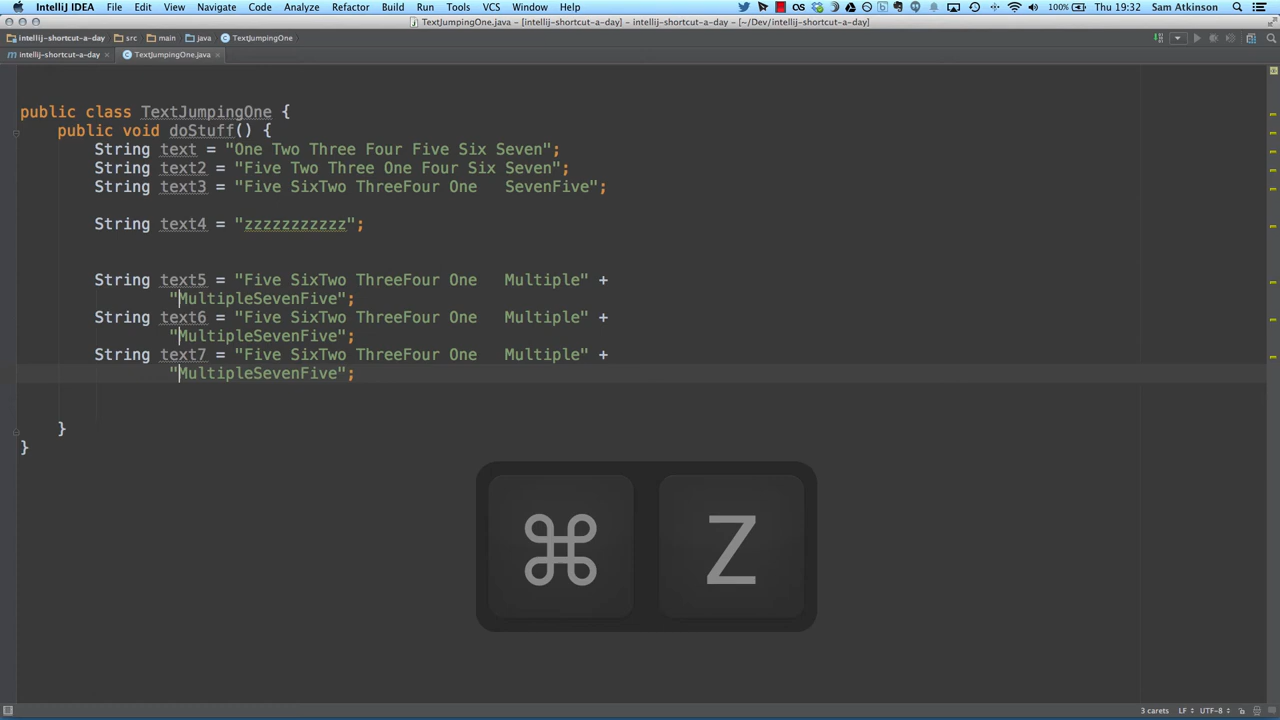 IntelliJ IDEA File Edit View Navigate Code Analyze Refactor Build Run Tools VCS Window Help 100% Thu 19:32 Sam Atkinson
TextJumpingOne.java – [intellij-shortcut-a-day] – intellij-shortcut-a-day – [~/Dev/intellij-shortcut-a-day]
intellij-shortcut-a-day src main java TextJumpingOne
intellij-shortcut-a-day × TextJumpingOne.java ×
public class TextJumpingOne {
public void doStuff() {
String text = "One Two Three Four Five Six Seven";
String text2 = "Five Two Three One Four Six Seven";
String text3 = "Five SixTwo ThreeFour One   SevenFive";
String text4 = "zzzzzzzzzzz";
String text5 = "Five SixTwo ThreeFour One   Multiple" +
"MultipleSevenFive";
String text6 = "Five SixTwo ThreeFour One   Multiple" +
"MultipleSevenFive";
String text7 = "Five SixTwo ThreeFour One   Multiple" +
"MultipleSevenFive";
}
}
⌘ Z
3 carets LF UTF-8